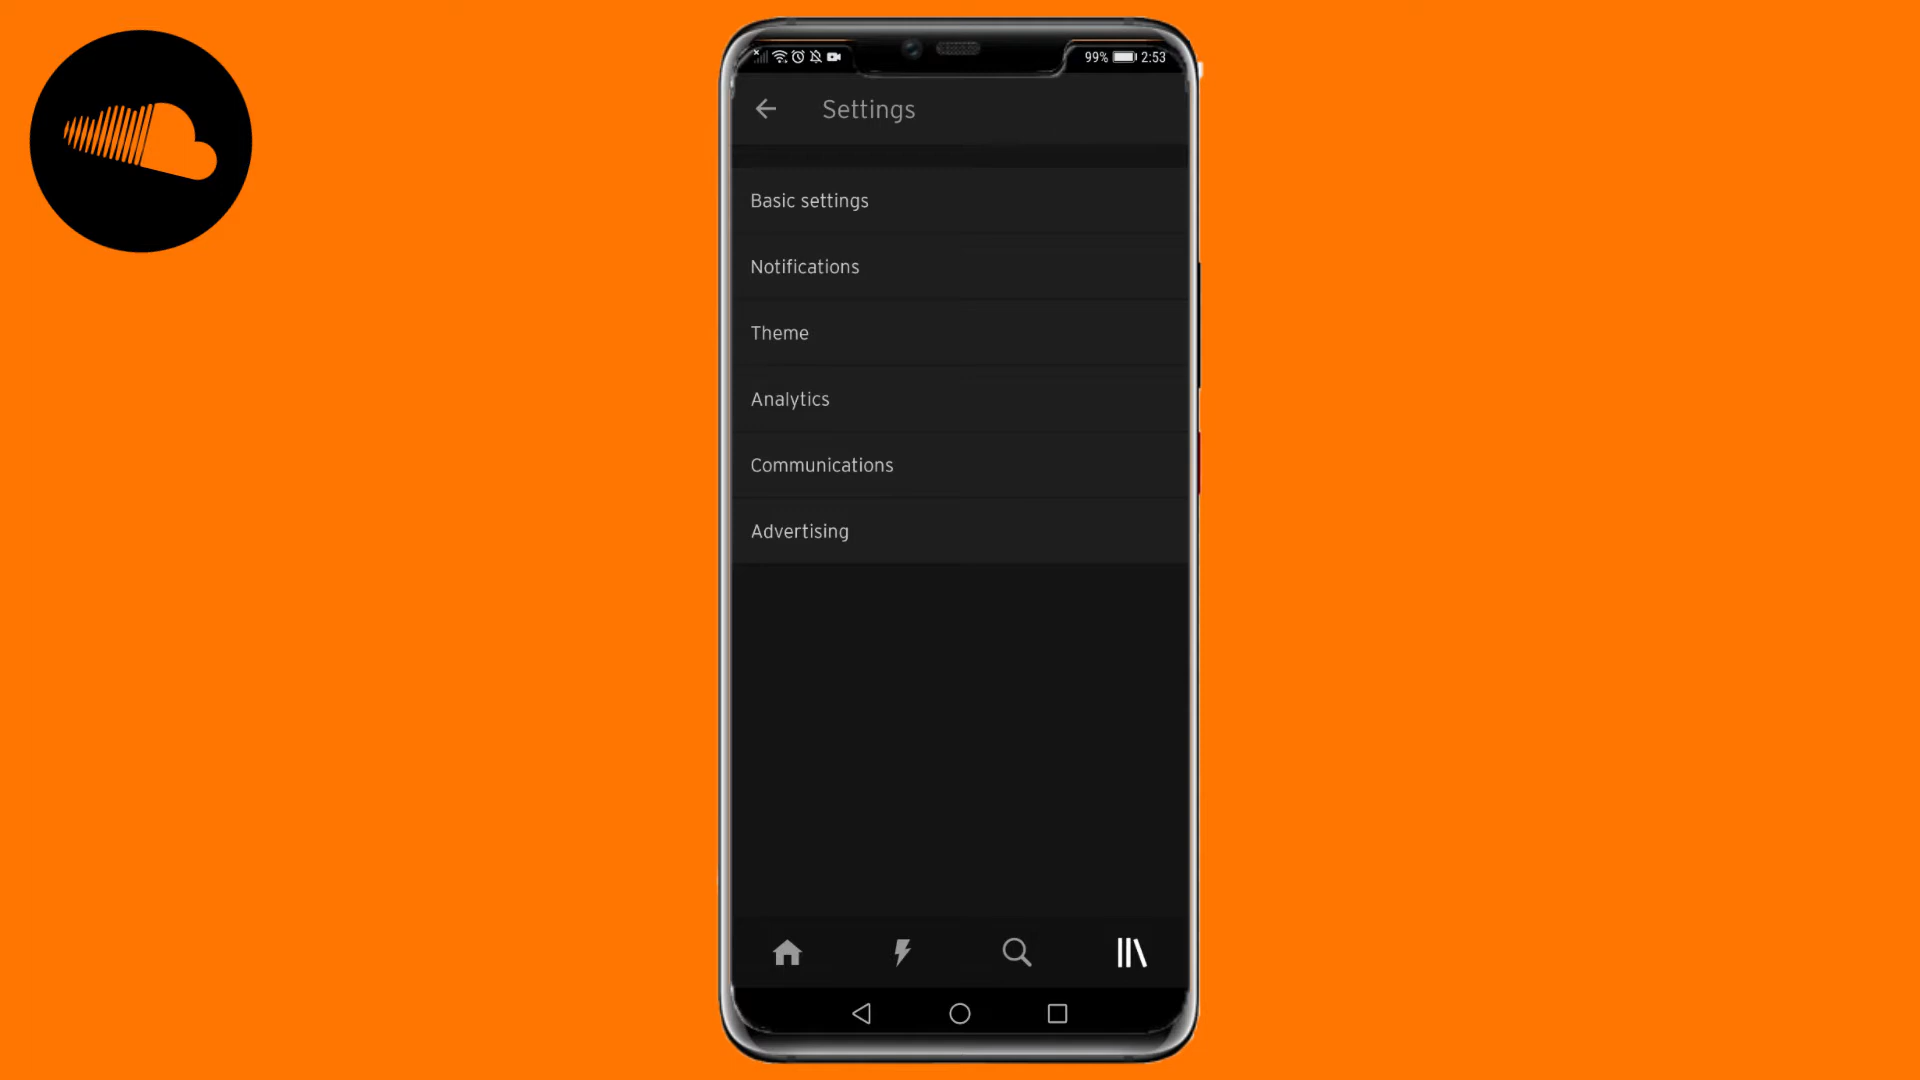 99% 2:53
Settings
Basic settings
Notifications
Theme
Analytics
Communications
Advertising